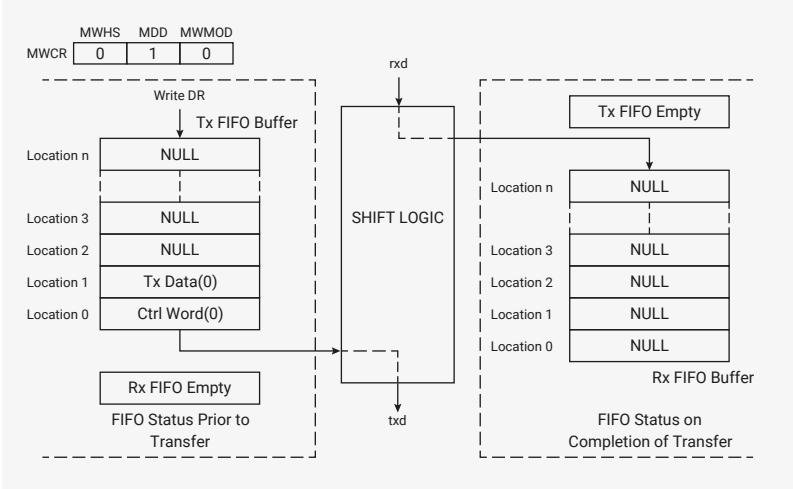 MWHS MDD MWMOD
MWCR 0 1 0
Write DR
Tx FIFO Buffer
Location n NULL
Location 3 NULL
Location 2 NULL
Location 1 Tx Data(0)
Location 0 Ctrl Word(0)
Rx FIFO Empty
FIFO Status Prior to
Transfer
rxd
SHIFT LOGIC
txd
Tx FIFO Empty
Location n NULL
Location 3 NULL
Location 2 NULL
Location 1 NULL
Location 0 NULL
Rx FIFO Buffer
FIFO Status on
Completion of Transfer